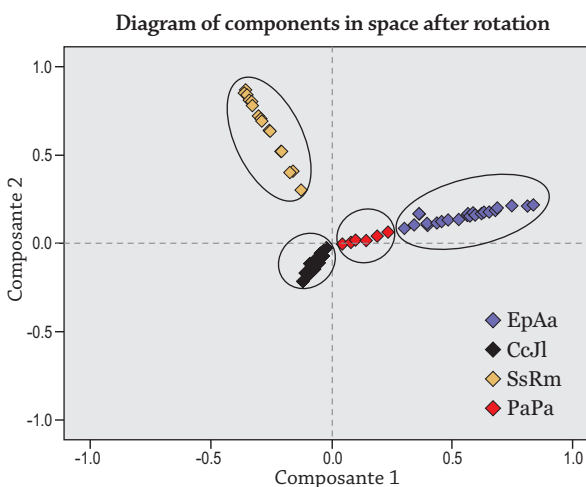 Diagram of components in space after rotation
1.0
0.5
0.0
-0.5
-1.0
Composante 2
EpAa
CcJl
SsRm
PaPa
-1.0
-0.5
0.0
0.5
1.0
Composante 1